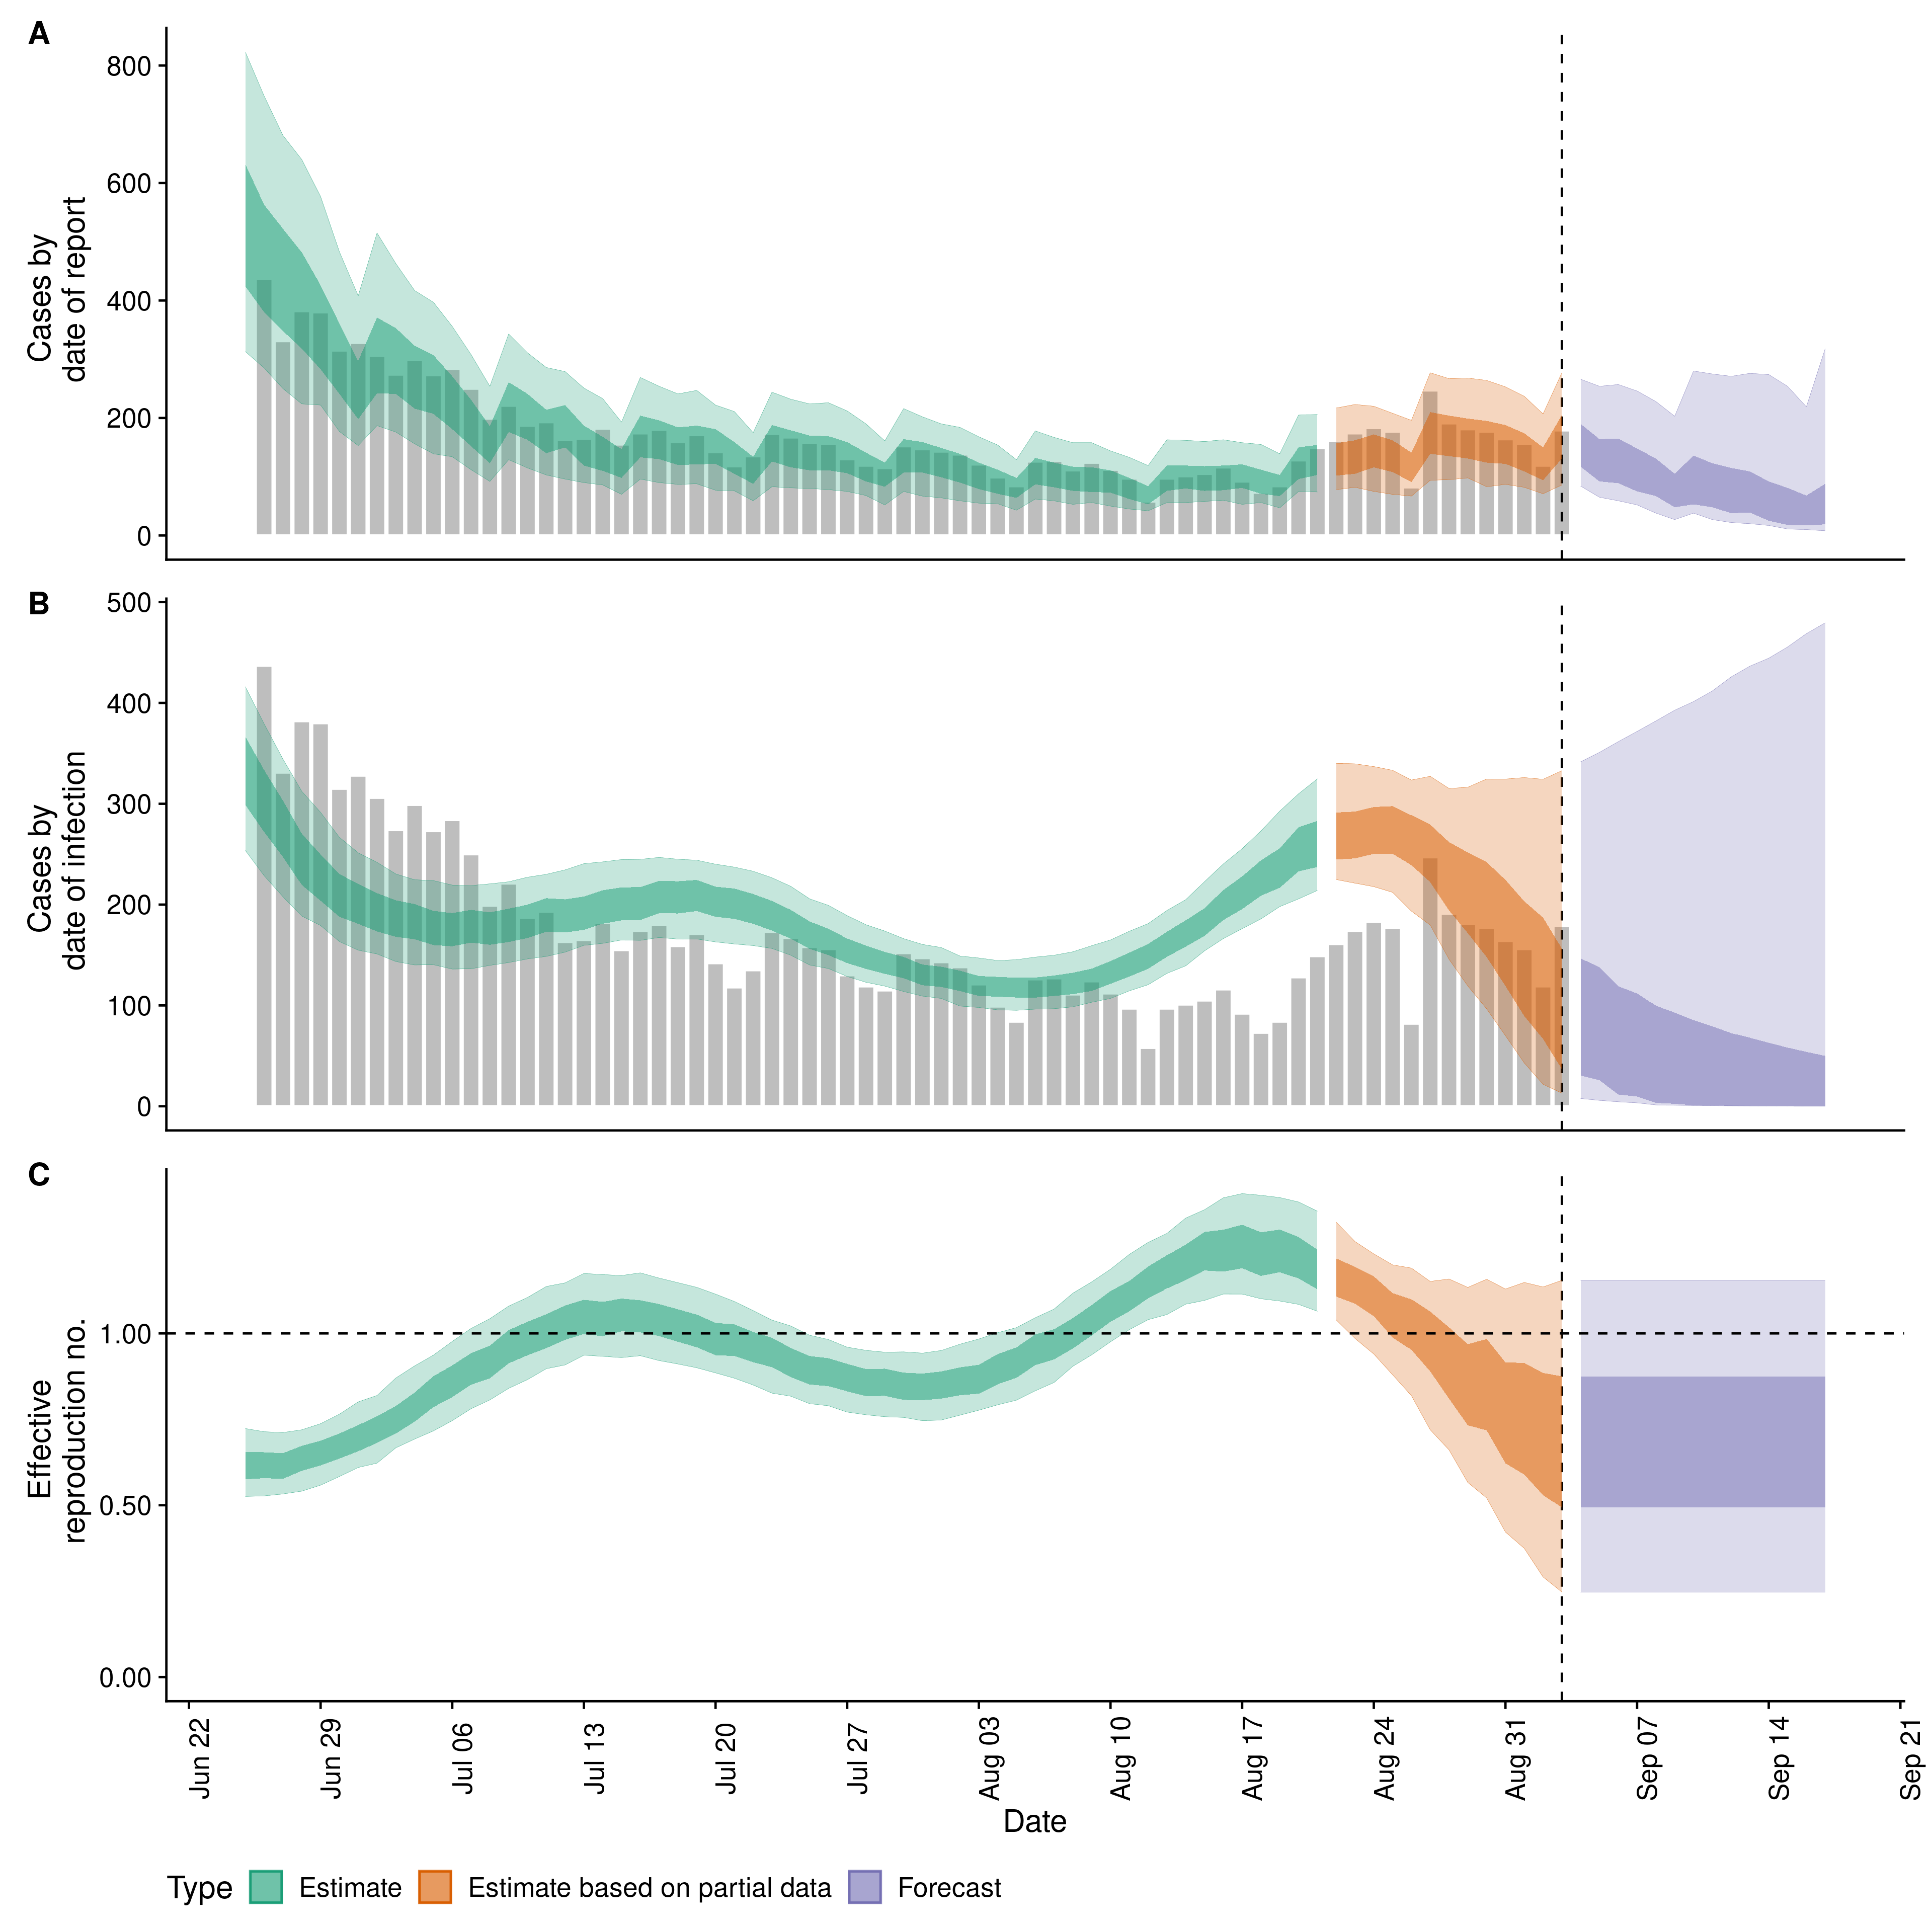 A
800
600
400
200
0
Cases by
date of report
B
500
400
300
200
100
0
Cases by
date of infection
C
1.00
0.50
0.00
Effective
reproduction no.
Jun 22
Jun 29
Jul 06
Jul 13
Jul 20
Jul 27
Aug 03
Aug 10
Aug 17
Aug 24
Aug 31
Sep 07
Sep 14
Sep 21
Date
Type Estimate Estimate based on partial data Forecast